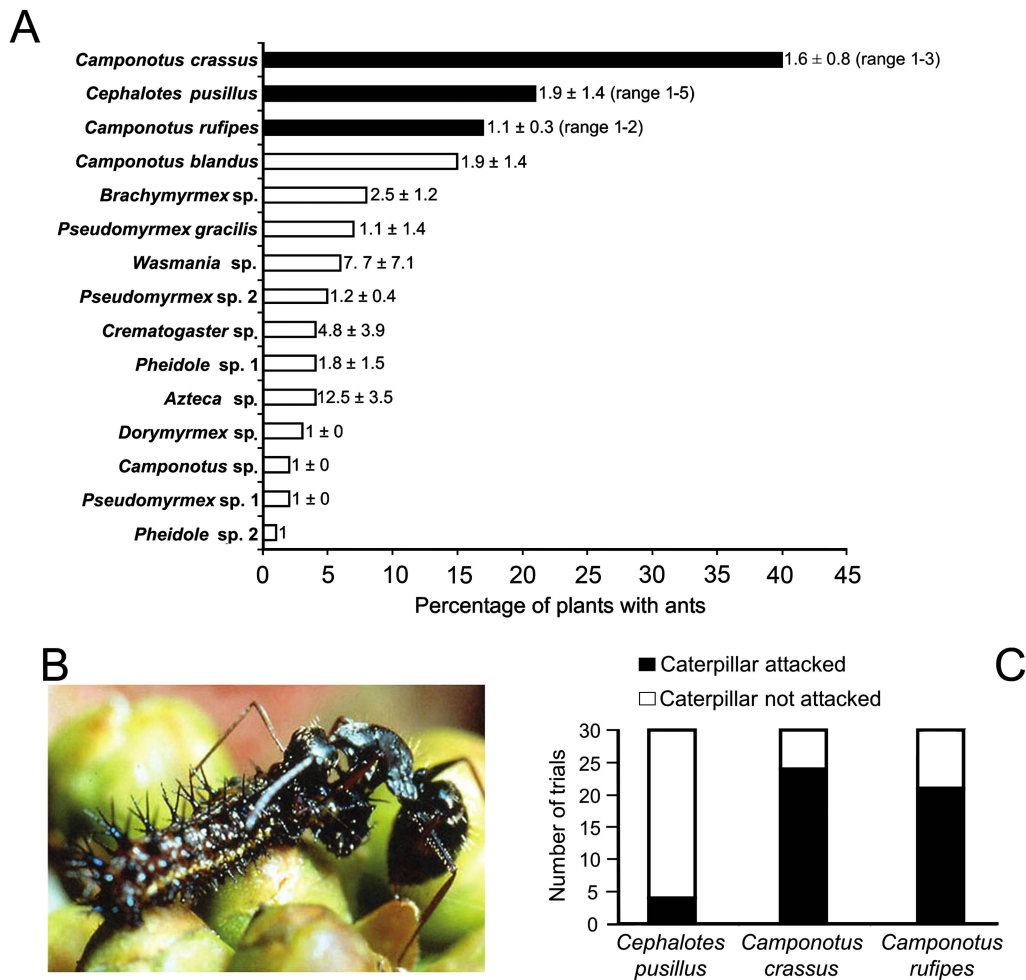 A
Camponotus crassus 1.6 ± 0.8 (range 1-3)
Cephalotes pusillus 1.9 ± 1.4 (range 1-5)
Camponotus rufipes 1.1 ± 0.3 (range 1-2)
Camponotus blandus 1.9 ± 1.4
Brachymyrmex sp. 2.5 ± 1.2
Pseudomyrmex gracilis 1.1 ± 1.4
Wasmania sp. 7. 7 ± 7.1
Pseudomyrmex sp. 2 1.2 ± 0.4
Crematogaster sp. 4.8 ± 3.9
Pheidole sp. 1 1.8 ± 1.5
Azteca sp. 12.5 ± 3.5
Dorymyrmex sp. 1 ± 0
Camponotus sp. 1 ± 0
Pseudomyrmex sp. 1 1 ± 0
Pheidole sp. 2 1
0 5 10 15 20 25 30 35 40 45
Percentage of plants with ants
B
C
Caterpillar attacked
Caterpillar not attacked
Number of trials
30
25
20
15
10
5
0
Cephalotes pusillus
Camponotus crassus
Camponotus rufipes